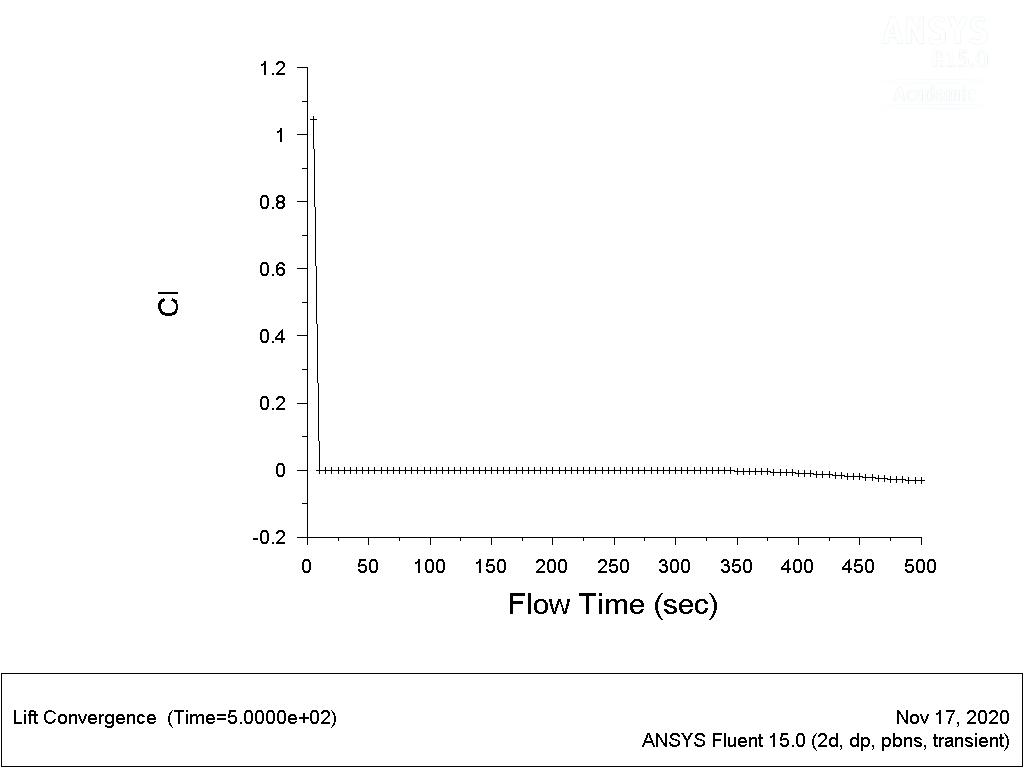 ANSYS
R15.0
Academic
1.2
1
0.8
0.6
0.4
0.2
0
-0.2
Cl
0 50 100 150 200 250 300 350 400 450 500
Flow Time (sec)
Lift Convergence (Time=5.0000e+02)
Nov 17, 2020
ANSYS Fluent 15.0 (2d, dp, pbns, transient)